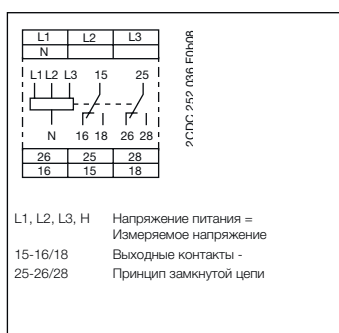 L1 L2 L3
N
L1 L2 L3 15 25
N 16 18 26 28
26 25 28
16 15 18
2CDC 252 036 F0b08
L1, L2, L3, Н Напряжение питания =
Измеряемое напряжение
15-16/18 Выходные контакты -
25-26/28 Принцип замкнутой цепи